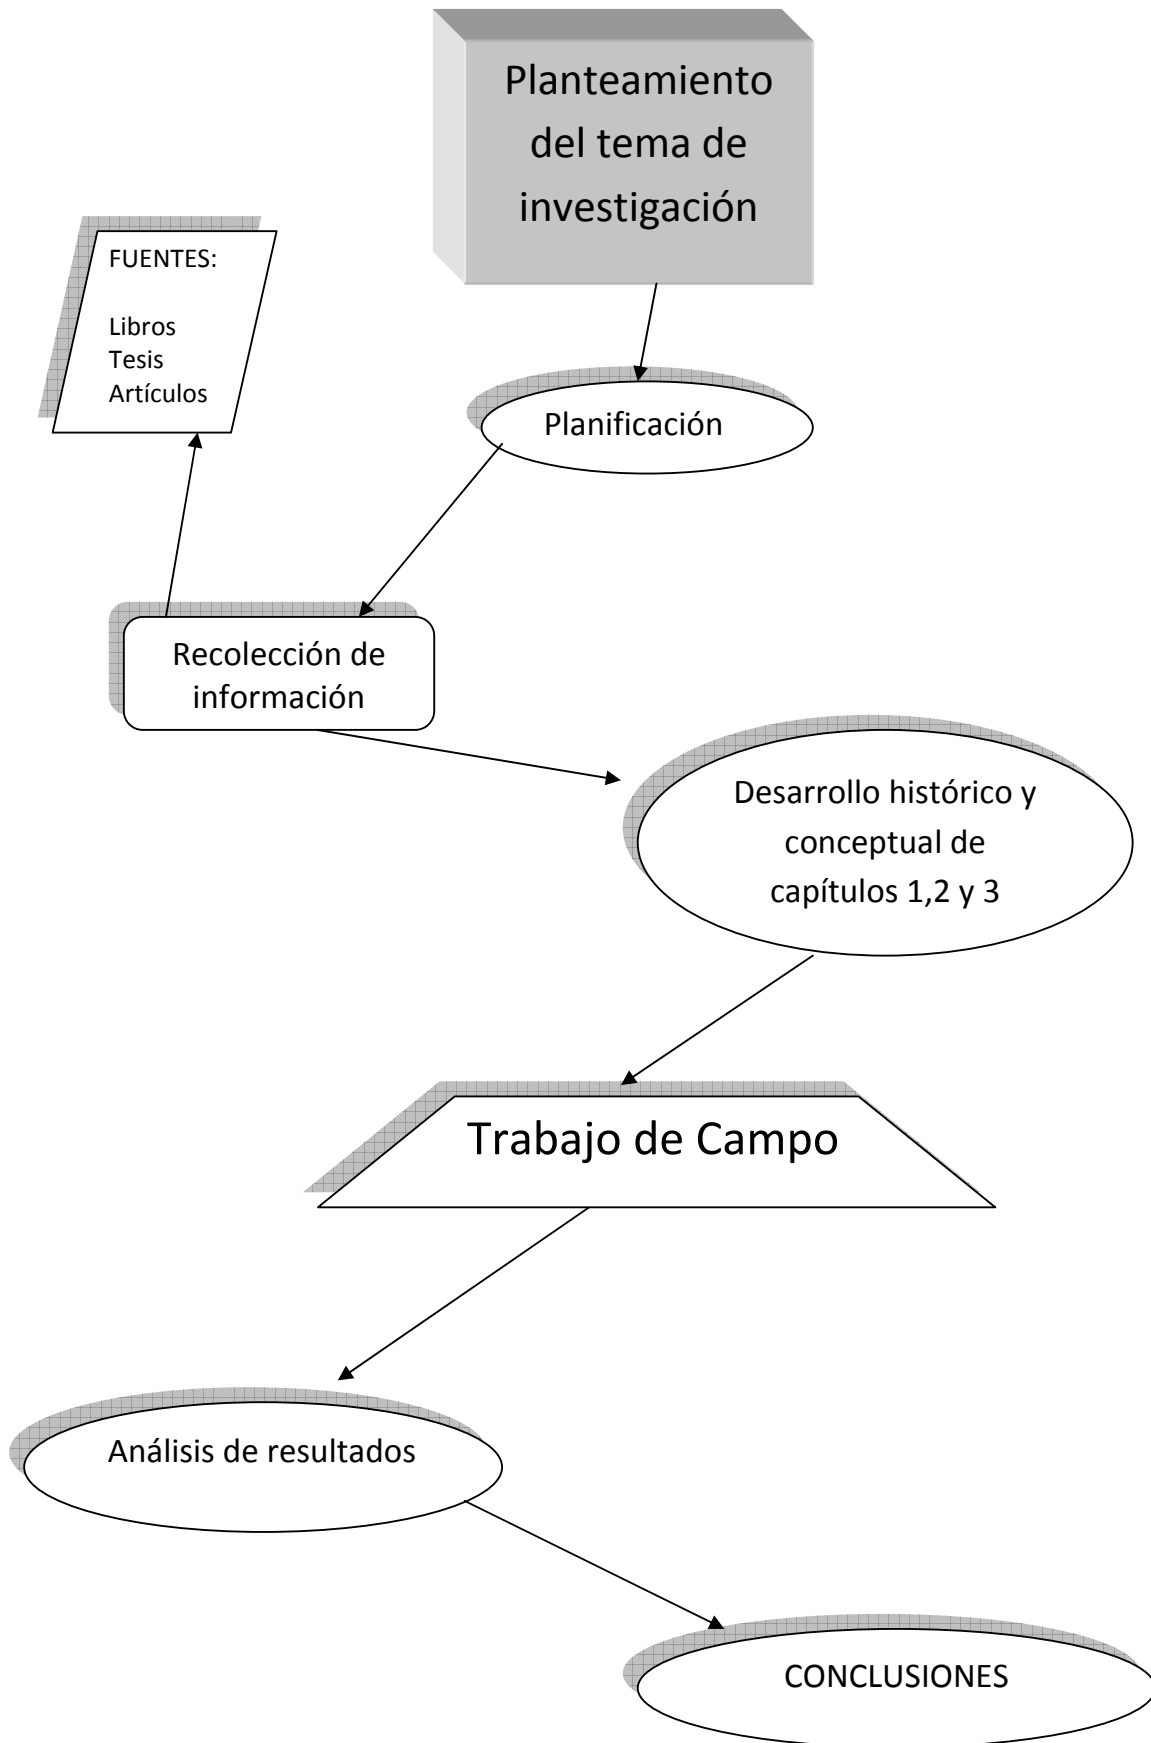 Planteamiento
del tema de
investigación
FUENTES:
Libros
Tesis
Artículos
Planificación
Recolección de
información
Desarrollo histórico y
conceptual de
capítulos 1,2 y 3
Trabajo de Campo
Análisis de resultados
CONCLUSIONES